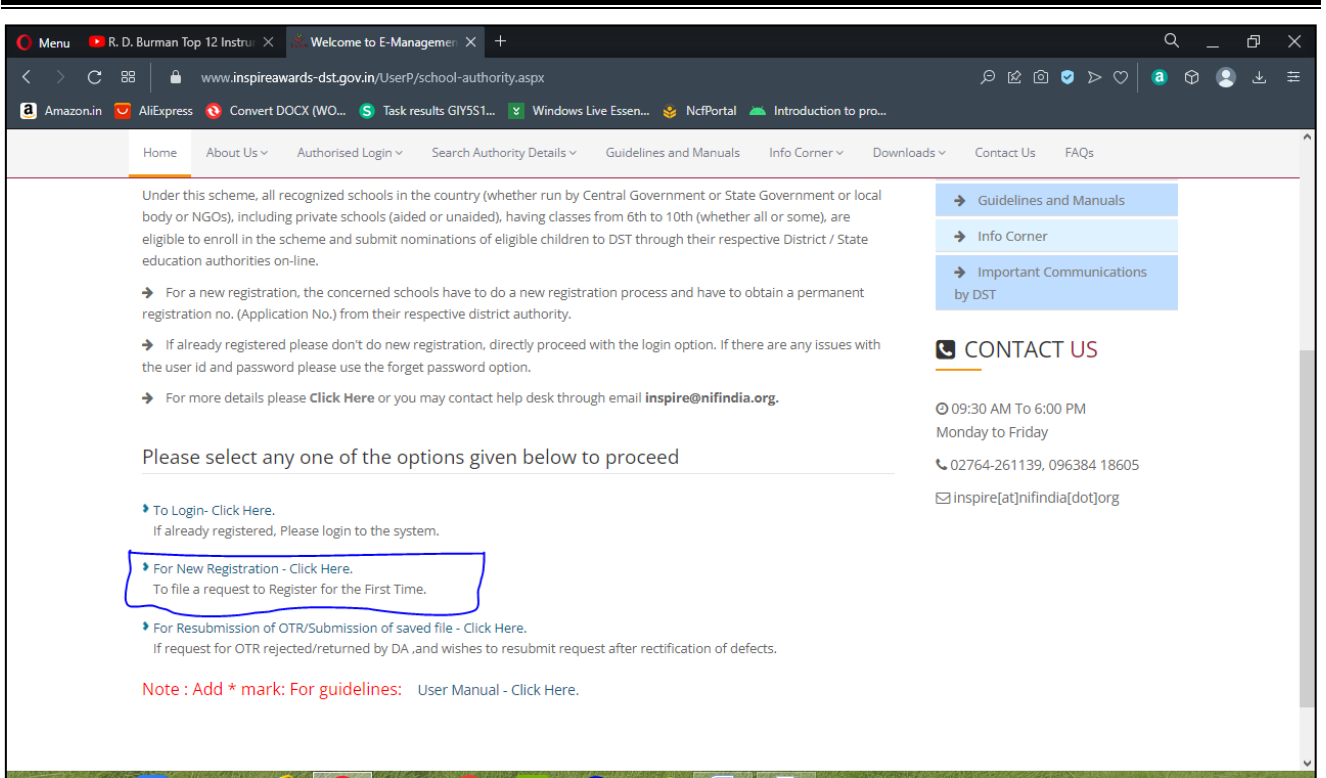 Menu
R. D. Burman Top 12 Instru
Welcome to E-Managemen
www.inspireawards-dst.gov.in/UserP/school-authority.aspx
Amazon.in AliExpress Convert DOCX (WO... Task results GIY5S1... Windows Live Essen... NcfPortal Introduction to pro...
Home About Us Authorised Login Search Authority Details Guidelines and Manuals Info Corner Downloads Contact Us FAQs
Under this scheme, all recognized schools in the country (whether run by Central Government or State Government or local
body or NGOs), including private schools (aided or unaided), having classes from 6th to 10th (whether all or some), are
eligible to enroll in the scheme and submit nominations of eligible children to DST through their respective District / State
education authorities on-line.
For a new registration, the concerned schools have to do a new registration process and have to obtain a permanent
registration no. (Application No.) from their respective district authority.
If already registered please don't do new registration, directly proceed with the login option. If there are any issues with
the user id and password please use the forget password option.
For more details please Click Here or you may contact help desk through email inspire@nifindia.org.
Please select any one of the options given below to proceed
To Login- Click Here.
If already registered, Please login to the system.
For New Registration - Click Here.
To file a request to Register for the First Time.
For Resubmission of OTR/Submission of saved file - Click Here.
If request for OTR rejected/returned by DA ,and wishes to resubmit request after rectification of defects.
Note : Add * mark: For guidelines: User Manual - Click Here.
Guidelines and Manuals
Info Corner
Important Communications
by DST
CONTACT US
09:30 AM To 6:00 PM
Monday to Friday
02764-261139, 096384 18605
inspire[at]nifindia[dot]org